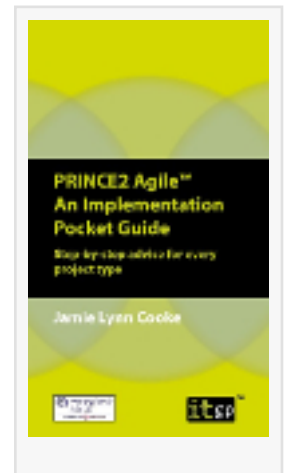 PRINCE2 Agile™
An Implementation
Pocket Guide
Step-by-step advice for every
project type
Jamie Lynn Cooke
itgp™